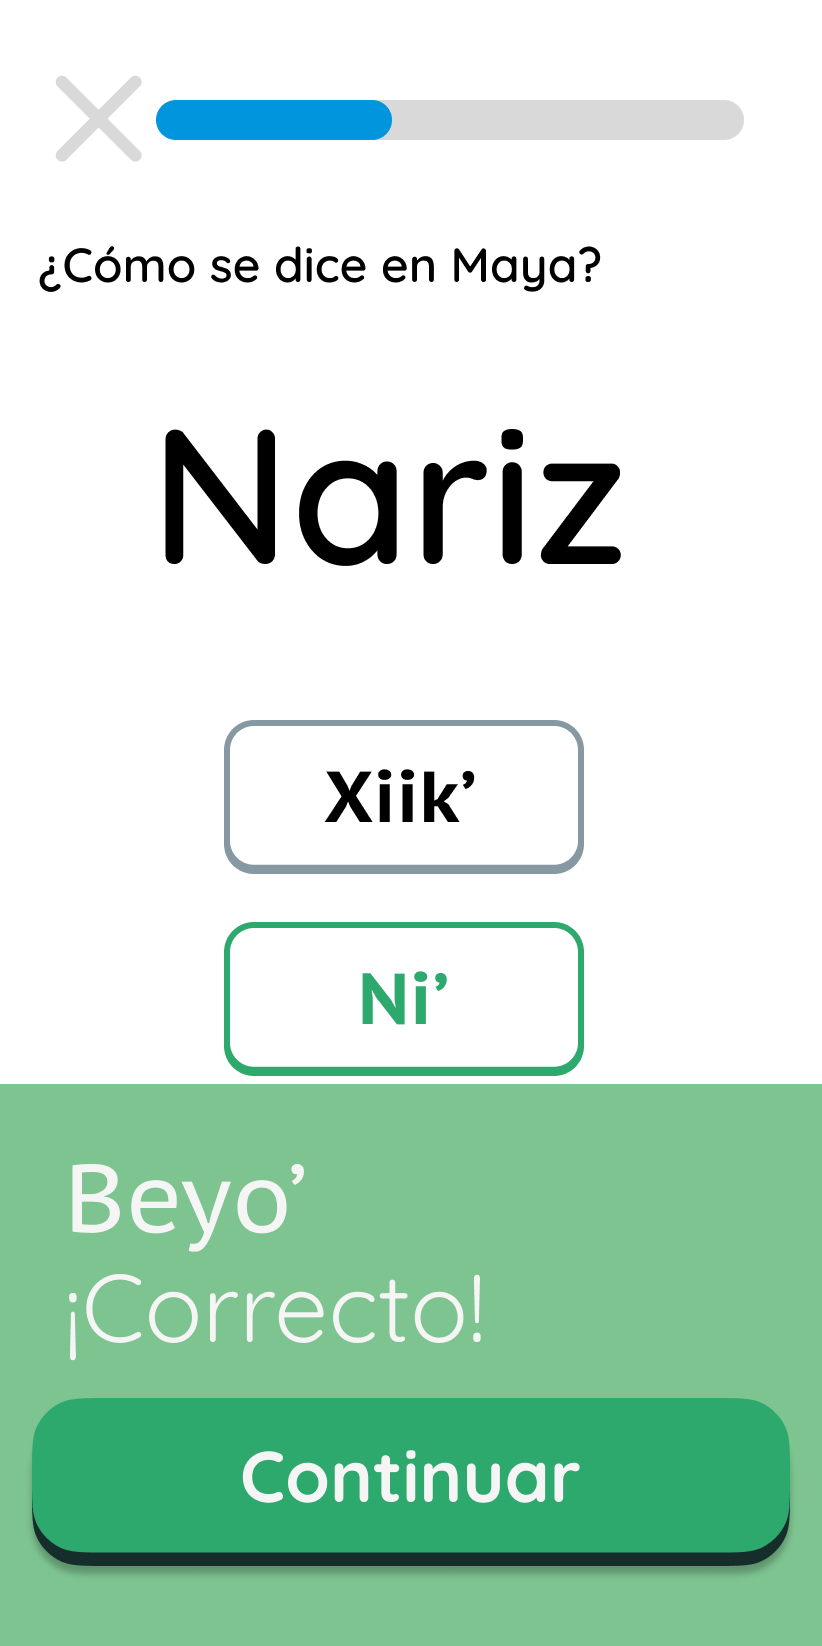 ¿Cómo se dice en Maya?
Nariz
Xiik’
Ni’
Beyo’
¡Correcto!
Continuar